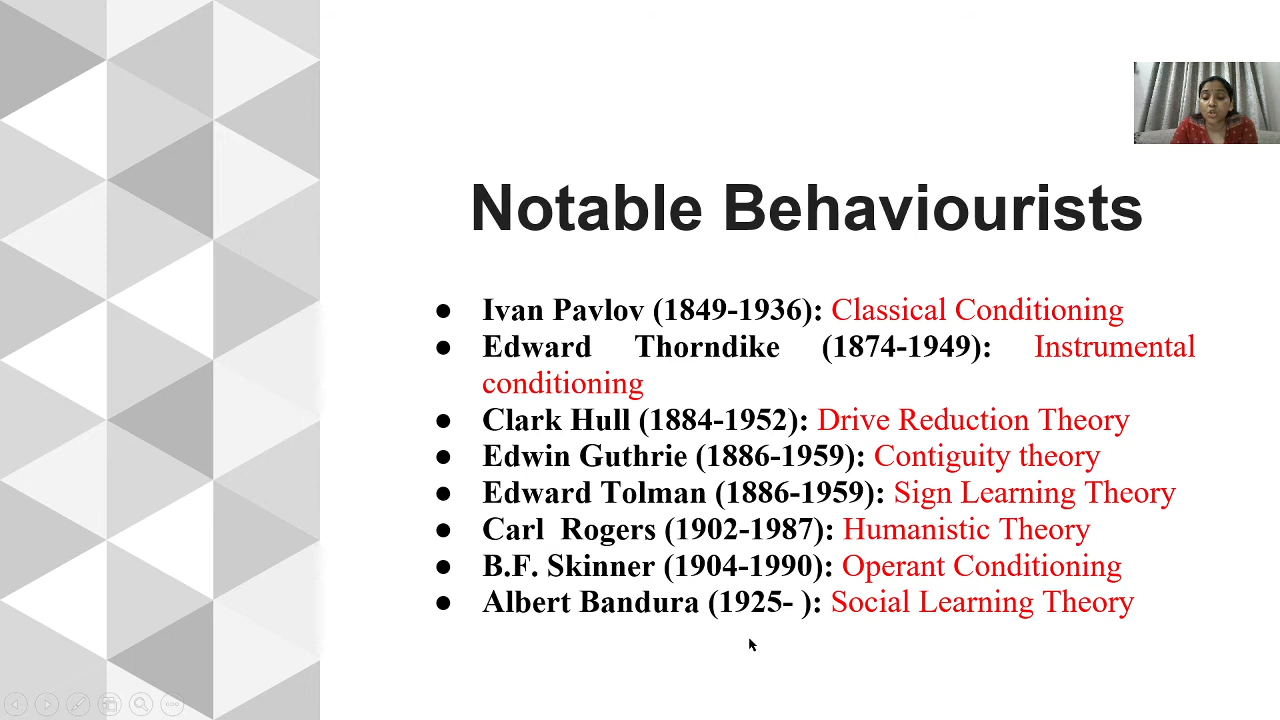 Notable Behaviourists
● Ivan Pavlov (1849-1936): Classical Conditioning
● Edward Thorndike (1874-1949): Instrumental
conditioning
● Clark Hull (1884-1952): Drive Reduction Theory
● Edwin Guthrie (1886-1959): Contiguity theory
● Edward Tolman (1886-1959): Sign Learning Theory
● Carl Rogers (1902-1987): Humanistic Theory
● B.F. Skinner (1904-1990): Operant Conditioning
● Albert Bandura (1925- ): Social Learning Theory